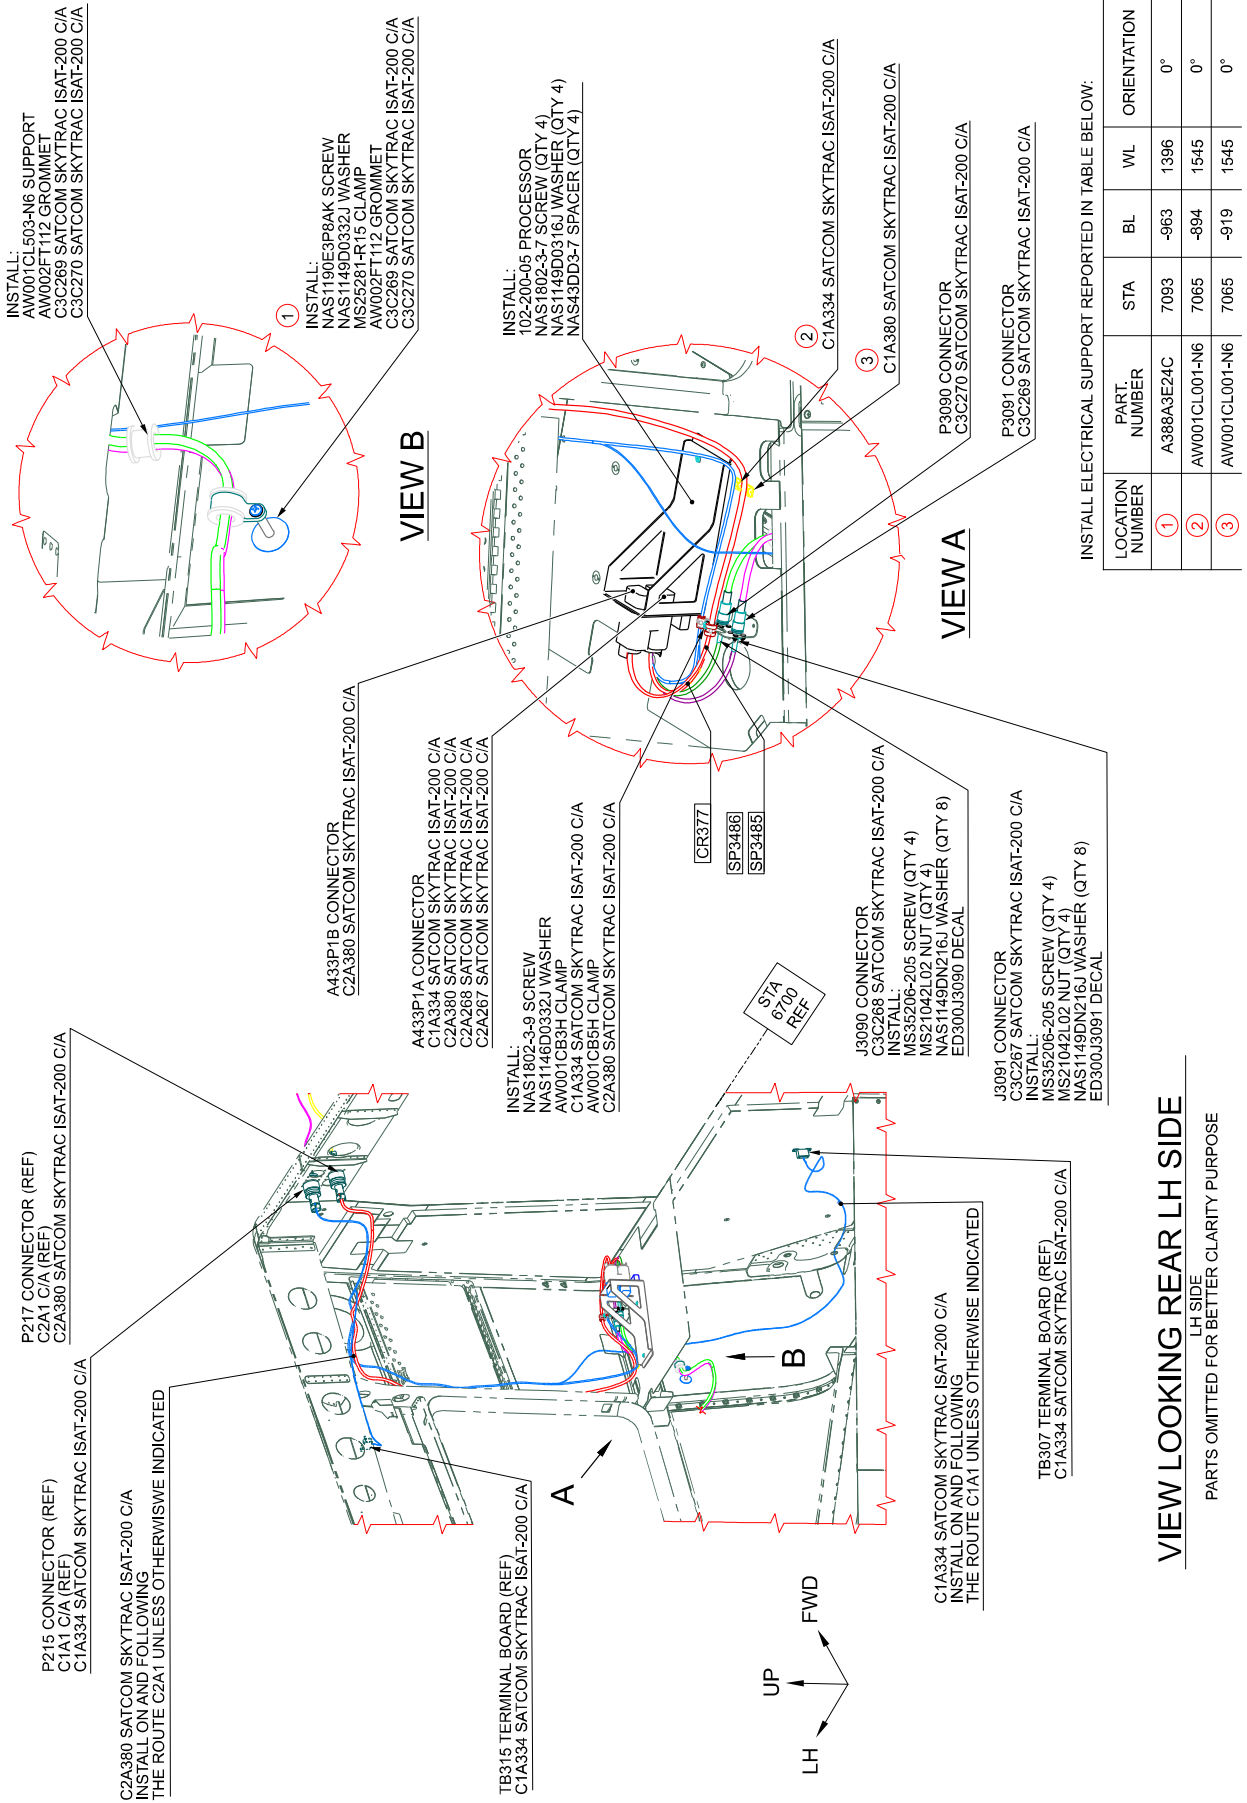 P217 CONNECTOR (REF)
C2A1 C/A (REF)
C2A380 SATCOM SKYTRAC ISAT-200 C/A
P215 CONNECTOR (REF)
C1A1 C/A (REF)
C1A334 SATCOM SKYTRAC ISAT-200 C/A
C2A380 SATCOM SKYTRAC ISAT-200 C/A
INSTALL ON AND FOLLOWING
THE ROUTE C2A1 UNLESS OTHERWISWE INDICATED
TB315 TERMINAL BOARD (REF)
C1A334 SATCOM SKYTRAC ISAT-200 C/A
A
B
LH
UP
FWD
STA
6700
REF
C1A334 SATCOM SKYTRAC ISAT-200 C/A
INSTALL ON AND FOLLOWING
THE ROUTE C1A1 UNLESS OTHERWISE INDICATED
TB307 TERMINAL BOARD (REF)
C1A334 SATCOM SKYTRAC ISAT-200 C/A
VIEW LOOKING REAR LH SIDE
LH SIDE
PARTS OMITTED FOR BETTER CLARITY PURPOSE
INSTALL:
AW001CL503-N6 SUPPORT
AW002FT112 GROMMET
C3C269 SATCOM SKYTRAC ISAT-200 C/A
C3C270 SATCOM SKYTRAC ISAT-200 C/A
1
INSTALL:
NAS1190E3P8AK SCREW
NAS1149D0332J WASHER
MS25281-R15 CLAMP
AW002FT112 GROMMET
C3C269 SATCOM SKYTRAC ISAT-200 C/A
C3C270 SATCOM SKYTRAC ISAT-200 C/A
VIEW B
A433P1B CONNECTOR
C2A380 SATCOM SKYTRAC ISAT-200 C/A
A433P1A CONNECTOR
C1A334 SATCOM SKYTRAC ISAT-200 C/A
C2A380 SATCOM SKYTRAC ISAT-200 C/A
C2A268 SATCOM SKYTRAC ISAT-200 C/A
C2A267 SATCOM SKYTRAC ISAT-200 C/A
INSTALL:
NAS1802-3-9 SCREW
NAS1146D0332J WASHER
AW001CB3H CLAMP
C1A334 SATCOM SKYTRAC ISAT-200 C/A
AW001CB5H CLAMP
C2A380 SATCOM SKYTRAC ISAT-200 C/A
INSTALL:
102-200-05 PROCESSOR
NAS1802-3-7 SCREW (QTY 4)
NAS1149D0316J WASHER (QTY 4)
NAS43DD3-7 SPACER (QTY 4)
2
C1A334 SATCOM SKYTRAC ISAT-200 C/A
3
C1A380 SATCOM SKYTRAC ISAT-200 C/A
P3090 CONNECTOR
C3C270 SATCOM SKYTRAC ISAT-200 C/A
P3091 CONNECTOR
C3C269 SATCOM SKYTRAC ISAT-200 C/A
CR377
SP3486
SP3485
VIEW A
J3090 CONNECTOR
C3C268 SATCOM SKYTRAC ISAT-200 C/A
INSTALL:
MS35206-205 SCREW (QTY 4)
MS21042L02 NUT (QTY 4)
NAS1149DN216J WASHER (QTY 8)
ED300J3090 DECAL
J3091 CONNECTOR
C3C267 SATCOM SKYTRAC ISAT-200 C/A
INSTALL:
MS35206-205 SCREW (QTY 4)
MS21042L02 NUT (QTY 4)
NAS1149DN216J WASHER (QTY 8)
ED300J3091 DECAL
INSTALL ELECTRICAL SUPPORT REPORTED IN TABLE BELOW:
LOCATION NUMBER PART. NUMBER STA BL WL ORIENTATION
1 A388A3E24C 7093 -963 1396 0°
2 AW001CL001-N6 7065 -894 1545 0°
3 AW001CL001-N6 7065 -919 1545 0°